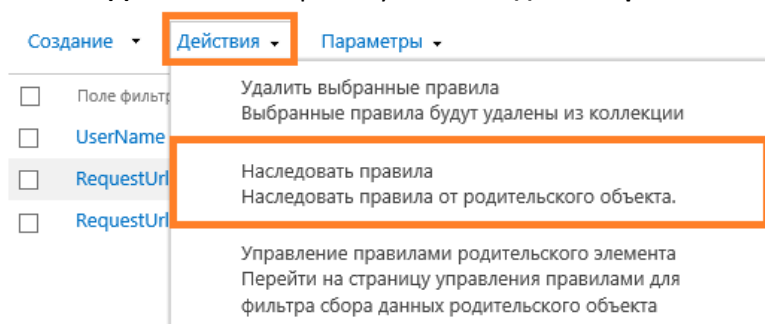 Создание Действия Параметры
Поле фильтр
Удалить выбранные правила
Выбранные правила будут удалены из коллекции
UserName
RequestUrl
Наследовать правила
Наследовать правила от родительского объекта.
RequestUrl
Управление правилами родительского элемента
Перейти на страницу управления правилами для
фильтра сбора данных родительского объекта